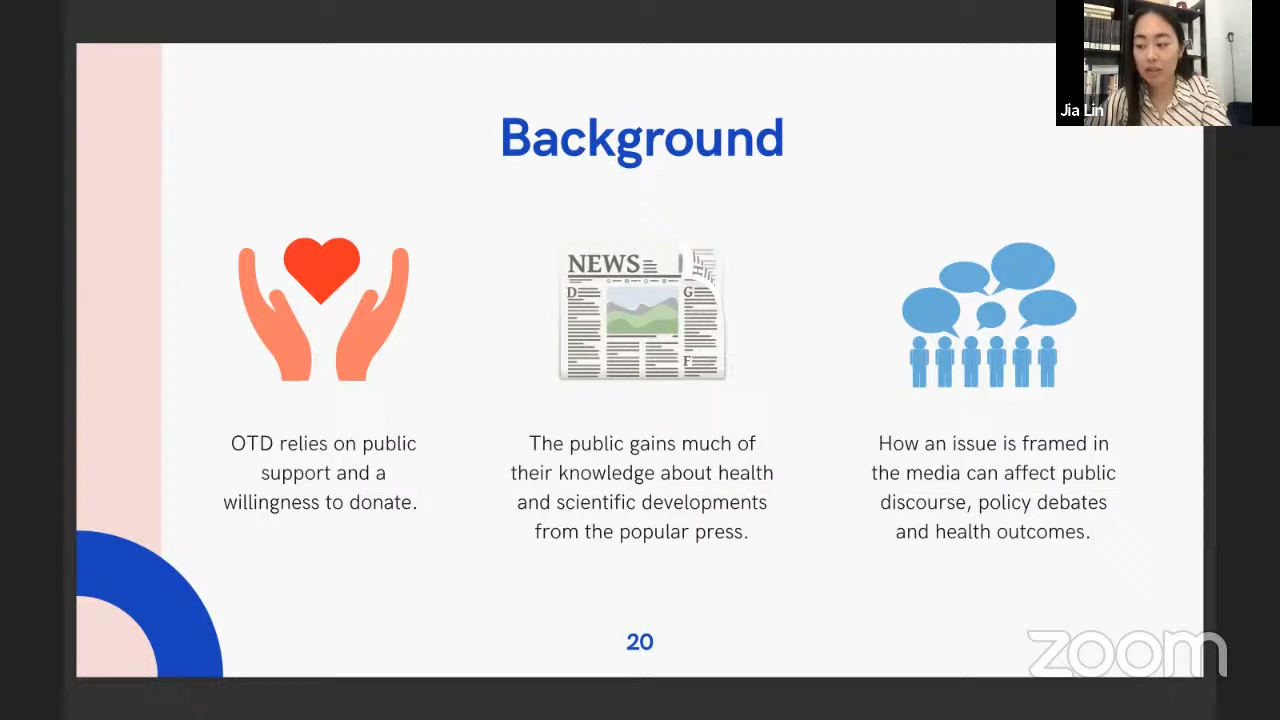 Jia Lin
Background
NEWS
D
G
F
OTD relies on public
support and a
willingness to donate.
The public gains much of
their knowledge about health
and scientific developments
from the popular press.
How an issue is framed in
the media can affect public
discourse, policy debates
and health outcomes.
20
zoom